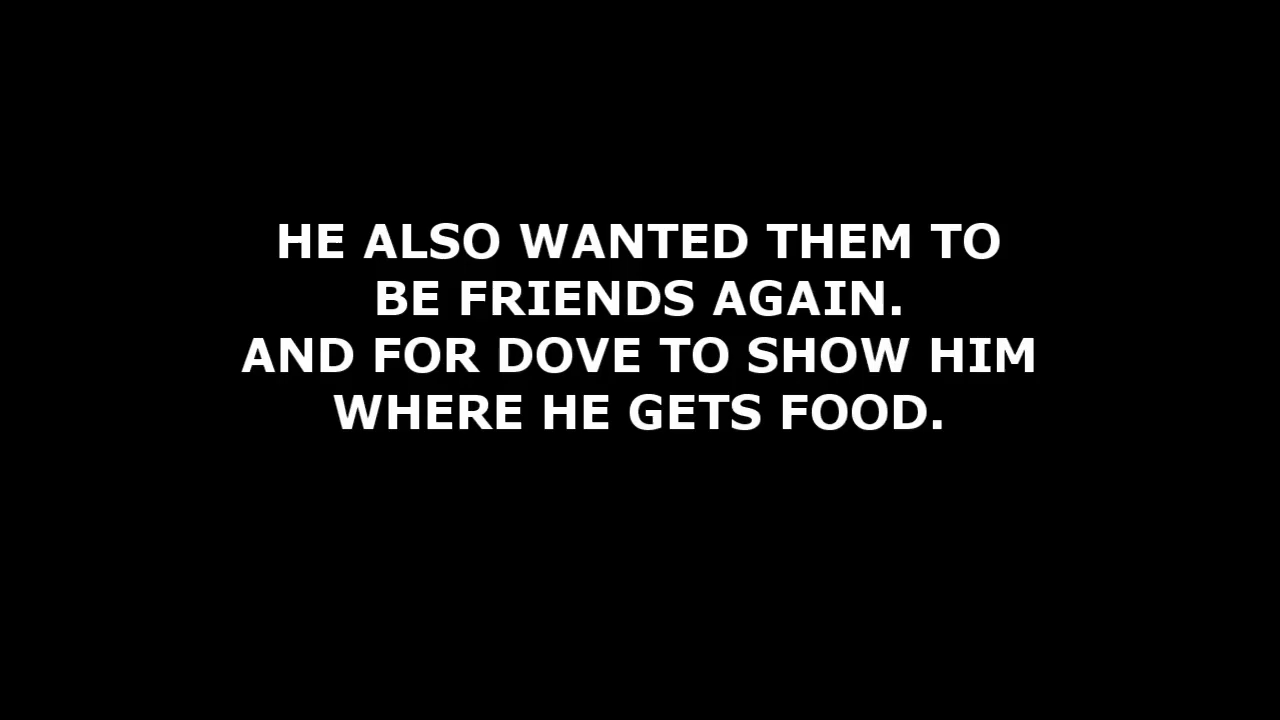 HE ALSO WANTED THEM TO
BE FRIENDS AGAIN.
AND FOR DOVE TO SHOW HIM
WHERE HE GETS FOOD.